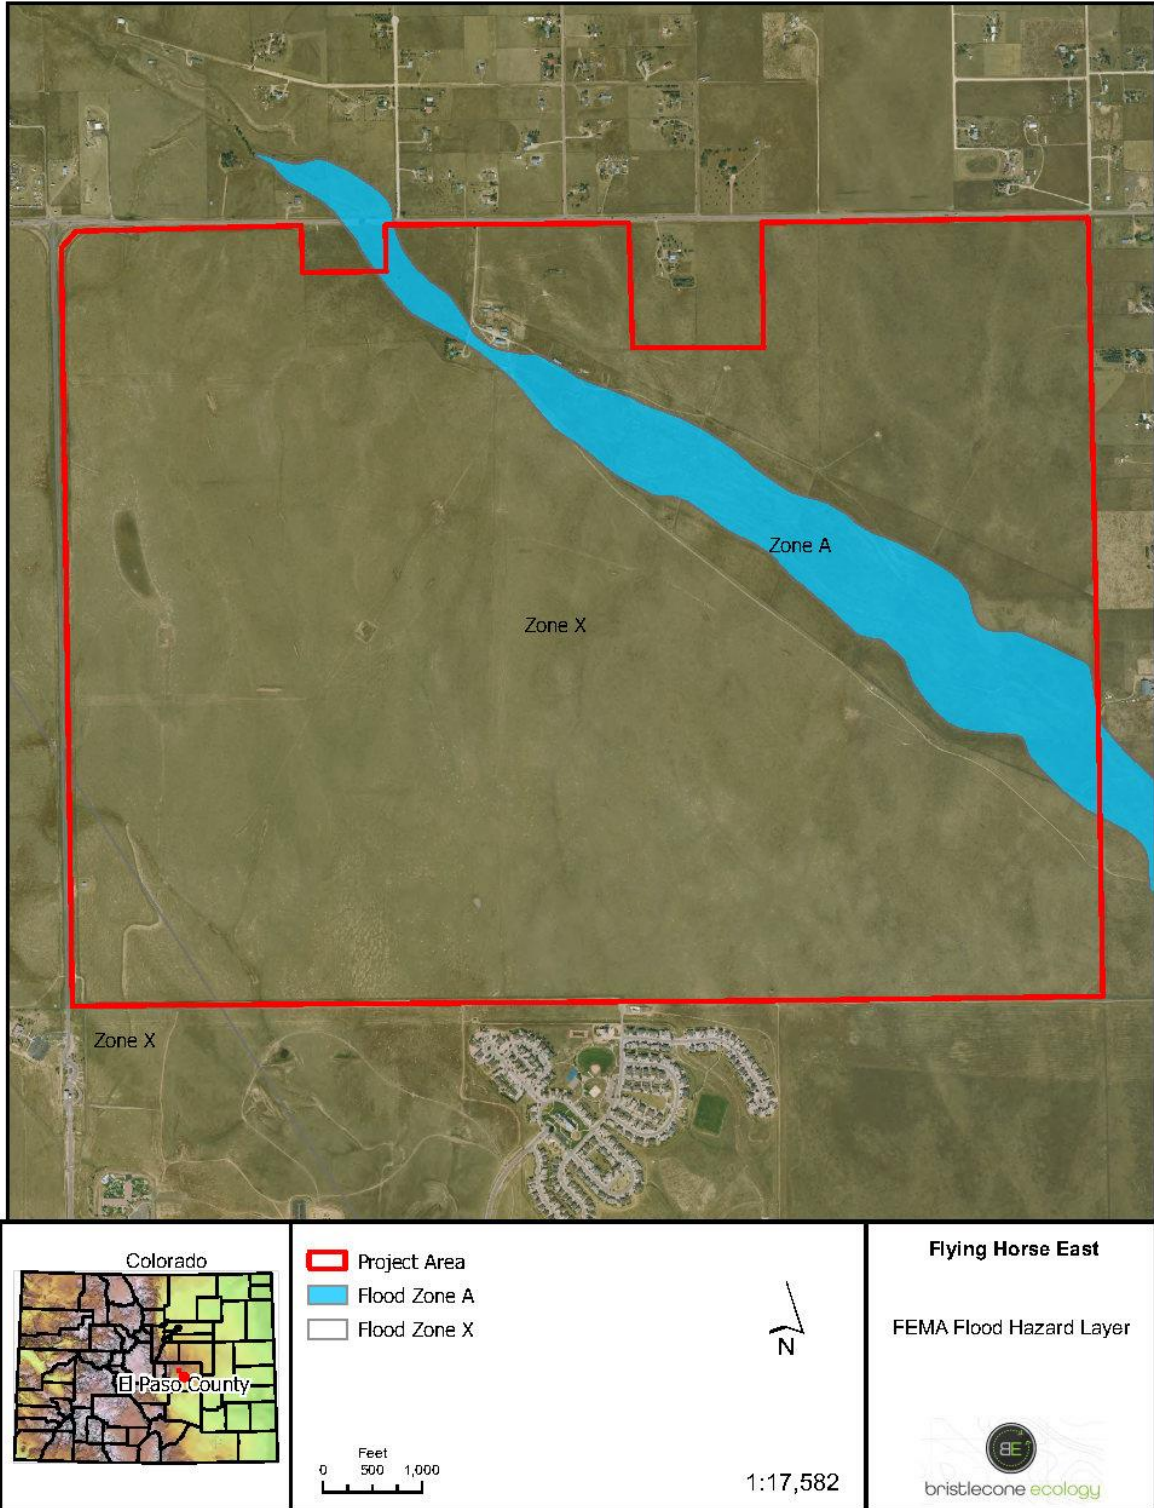 Zone A
Zone X
Zone X
Colorado
El Paso County
Project Area
Flood Zone A
Flood Zone X
N
Feet
0 500 1,000
1:17,582
Flying Horse East
FEMA Flood Hazard Layer
BE
bristlecone ecology